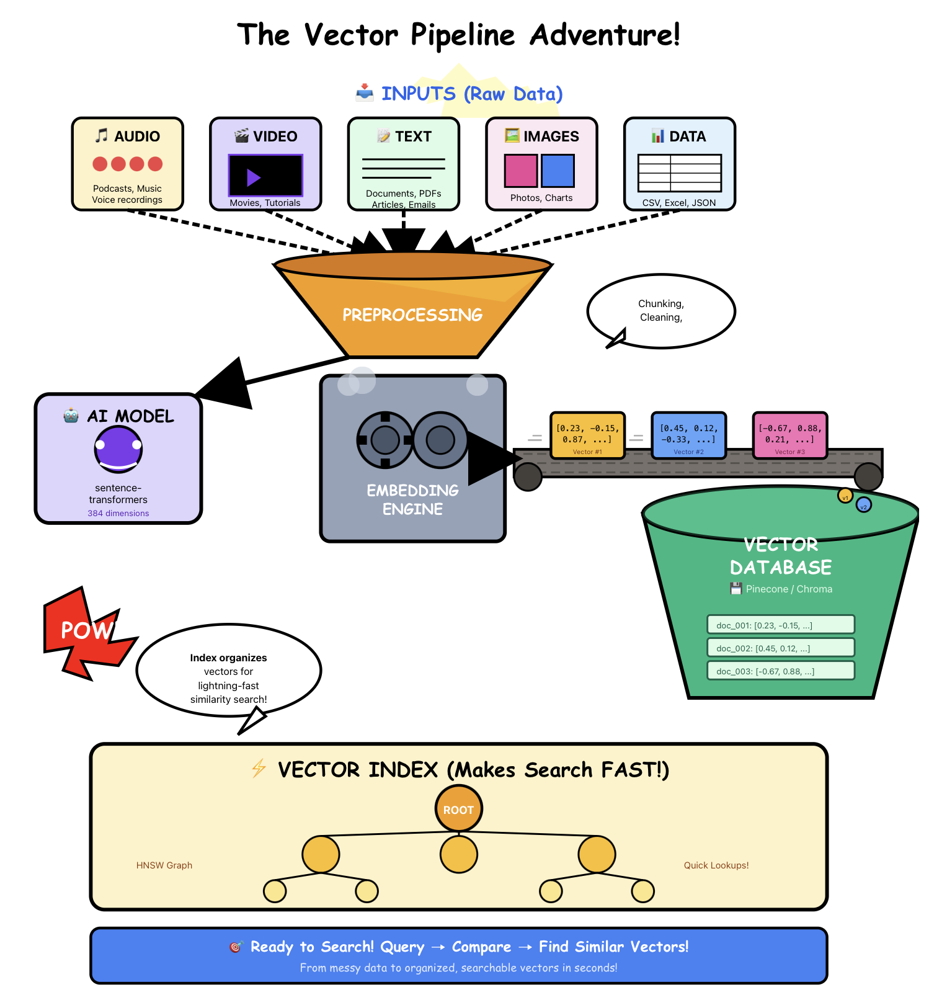 The Vector Pipeline Adventure!
📥 INPUTS (Raw Data)
🎵 AUDIO
Podcasts, Music
Voice recordings
🎬 VIDEO
Movies, Tutorials
📝 TEXT
Documents, PDFs
Articles, Emails
🖼️ IMAGES
Photos, Charts
📊 DATA
CSV, Excel, JSON
PREPROCESSING
Chunking,
Cleaning,
🤖 AI MODEL
sentence-
transformers
384 dimensions
EMBEDDING
ENGINE
[0.23, -0.15,
0.87, ...]
Vector #1
[0.45, 0.12,
-0.33, ...]
Vector #2
[-0.67, 0.88,
0.21, ...]
Vector #3
v1
v2
VECTOR
DATABASE
💾 Pinecone / Chroma
doc_001: [0.23, -0.15, ...]
doc_002: [0.45, 0.12, ...]
doc_003: [-0.67, 0.88, ...]
POW
Index organizes
vectors for
lightning-fast
similarity search!
⚡ VECTOR INDEX (Makes Search FAST!)
ROOT
HNSW Graph
Quick Lookups!
🎯 Ready to Search! Query → Compare → Find Similar Vectors!
From messy data to organized, searchable vectors in seconds!